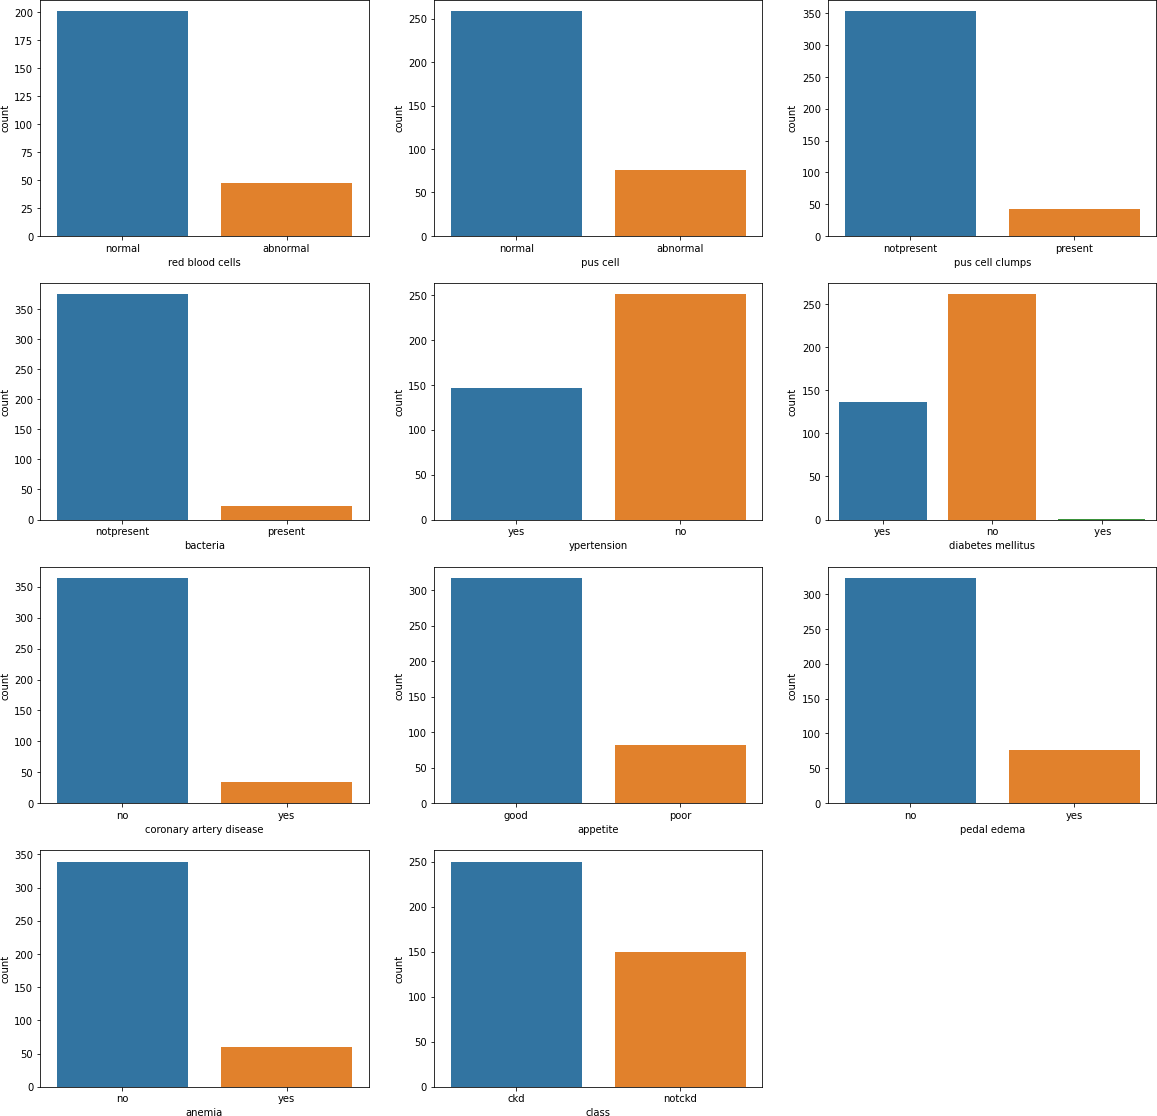 200
175
150
125
100
75
50
25
0
count
normal abnormal
red blood cells
250
200
150
100
50
0
count
normal abnormal
pus cell
350
300
250
200
150
100
50
0
count
notpresent present
pus cell clumps
350
300
250
200
150
100
50
0
count
notpresent present
bacteria
250
200
150
100
50
0
count
yes no
ypertension
250
200
150
100
50
0
count
yes no yes
diabetes mellitus
350
300
250
200
150
100
50
0
count
no yes
coronary artery disease
300
250
200
150
100
50
0
count
good poor
appetite
300
250
200
150
100
50
0
count
no yes
pedal edema
350
300
250
200
150
100
50
0
count
no yes
anemia
250
200
150
100
50
0
count
ckd notckd
class